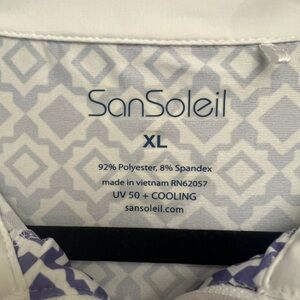 SanSoleil
XL
92% Polyester, 8% Spandex
made in vietnam RN62057
UV 50 + COOLING
sansoleil.com